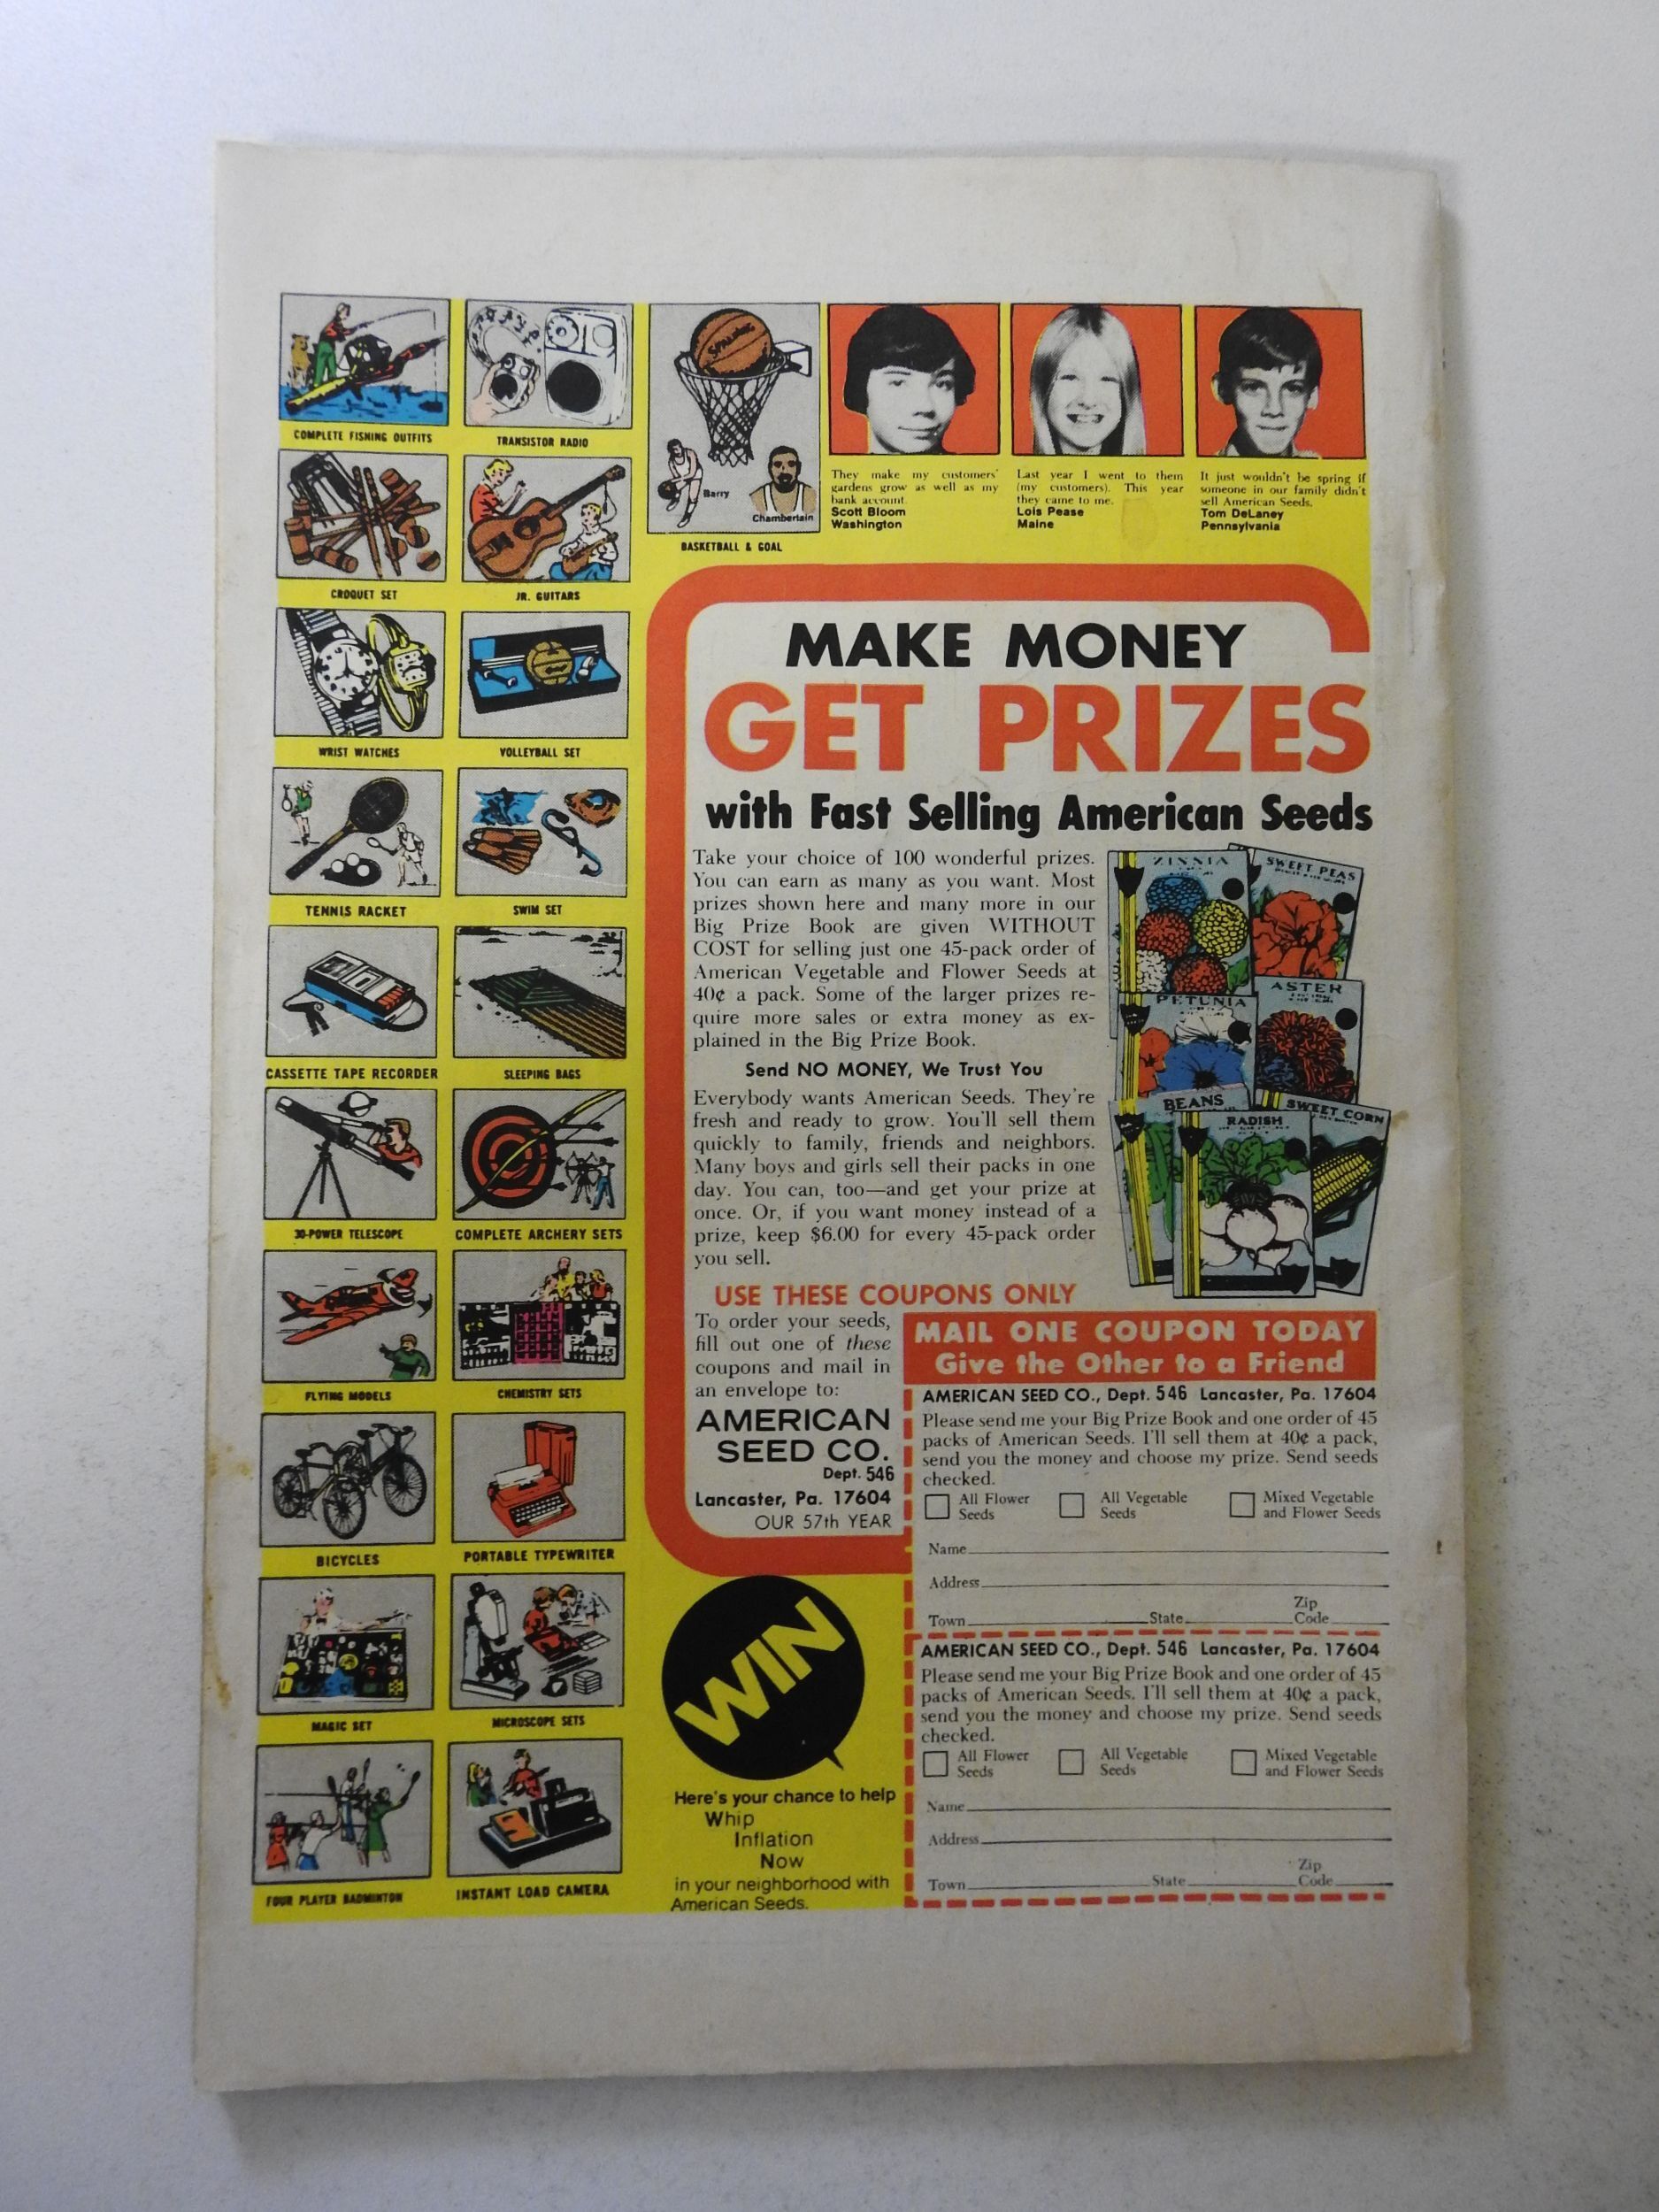 COMPLETE FISHING OUTFITS
TRANSISTOR RADIO
CROQUET SET
JR. GUITARS
WRIST WATCHES
VOLLEYBALL SET
TENNIS RACKET
SWIM SET
CASSETTE TAPE RECORDER
SLEEPING BAGS
30-POWER TELESCOPE
COMPLETE ARCHERY SETS
FLYING MODELS
CHEMISTRY SETS
BICYCLES
PORTABLE TYPEWRITER
MAGIC SET
MICROSCOPE SETS
FOUR PLAYER BADMINTON
INSTANT LOAD CAMERA
SPALDING
Barry
Chamberlain
BASKETBALL & GOAL
They make my customers'
gardens grow as well as my
bank account.
Scott Bloom
Washington
Last year I went to them
(my customers). This year
they came to me.
Lois Pease
Maine
It just wouldn't be spring if
someone in our family didn't
sell American Seeds.
Tom DeLaney
Pennsylvania
MAKE MONEY
GET PRIZES
with Fast Selling American Seeds
Take your choice of 100 wonderful prizes.
You can earn as many as you want. Most
prizes shown here and many more in our
Big Prize Book are given WITHOUT
COST for selling just one 45-pack order of
American Vegetable and Flower Seeds at
40¢ a pack. Some of the larger prizes re-
quire more sales or extra money as ex-
plained in the Big Prize Book.
Send NO MONEY, We Trust You
Everybody wants American Seeds. They're
fresh and ready to grow. You'll sell them
quickly to family, friends and neighbors.
Many boys and girls sell their packs in one
day. You can, too—and get your prize at
once. Or, if you want money instead of a
prize, keep $6.00 for every 45-pack order
you sell.
ZINNIA
SWEET PEAS
PETUNIA
ASTER
BEANS
RADISH
SWEET CORN
USE THESE COUPONS ONLY
To order your seeds,
fill out one of these
coupons and mail in
an envelope to:
AMERICAN
SEED CO.
Dept. 546
Lancaster, Pa. 17604
OUR 57th YEAR
MAIL ONE COUPON TODAY
Give the Other to a Friend
AMERICAN SEED CO., Dept. 546 Lancaster, Pa. 17604
Please send me your Big Prize Book and one order of 45
packs of American Seeds. I'll sell them at 40¢ a pack,
send you the money and choose my prize. Send seeds
checked.
All Flower Seeds
All Vegetable Seeds
Mixed Vegetable and Flower Seeds
Name
Address
Town State Zip Code
AMERICAN SEED CO., Dept. 546 Lancaster, Pa. 17604
Please send me your Big Prize Book and one order of 45
packs of American Seeds. I'll sell them at 40¢ a pack,
send you the money and choose my prize. Send seeds
checked.
All Flower Seeds
All Vegetable Seeds
Mixed Vegetable and Flower Seeds
Name
Address
Town State Zip Code
WIN
Here's your chance to help
Whip
Inflation
Now
in your neighborhood with
American Seeds.